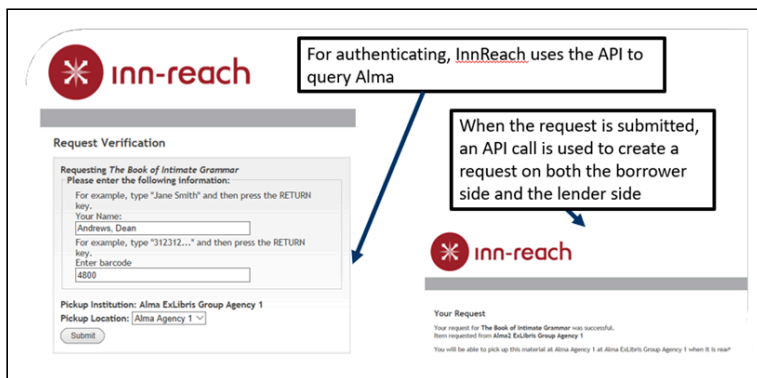 For authenticating, InnReach uses the API to
query Alma
ınn-reach
Request Verification
Requesting The Book of Intimate Grammar
Please enter the following information:
For example, type "Jane Smith" and then press the RETURN
key.
Your Name:
Andrews, Dean
For example, type "312312..." and then press the RETURN
key.
Enter barcode
4800
Pickup Institution: Alma ExLibris Group Agency 1
Pickup Location: Alma Agency 1
Submit
When the request is submitted,
an API call is used to create a
request on both the borrower
side and the lender side
ınn-reach
Your Request
Your request for The Book of Intimate Grammar was successful.
Item requested from Alma2 ExLibris Group Agency 1
You will be able to pick up this material at Alma Agency 1 at Alma ExLibris Group Agency 1 when it is